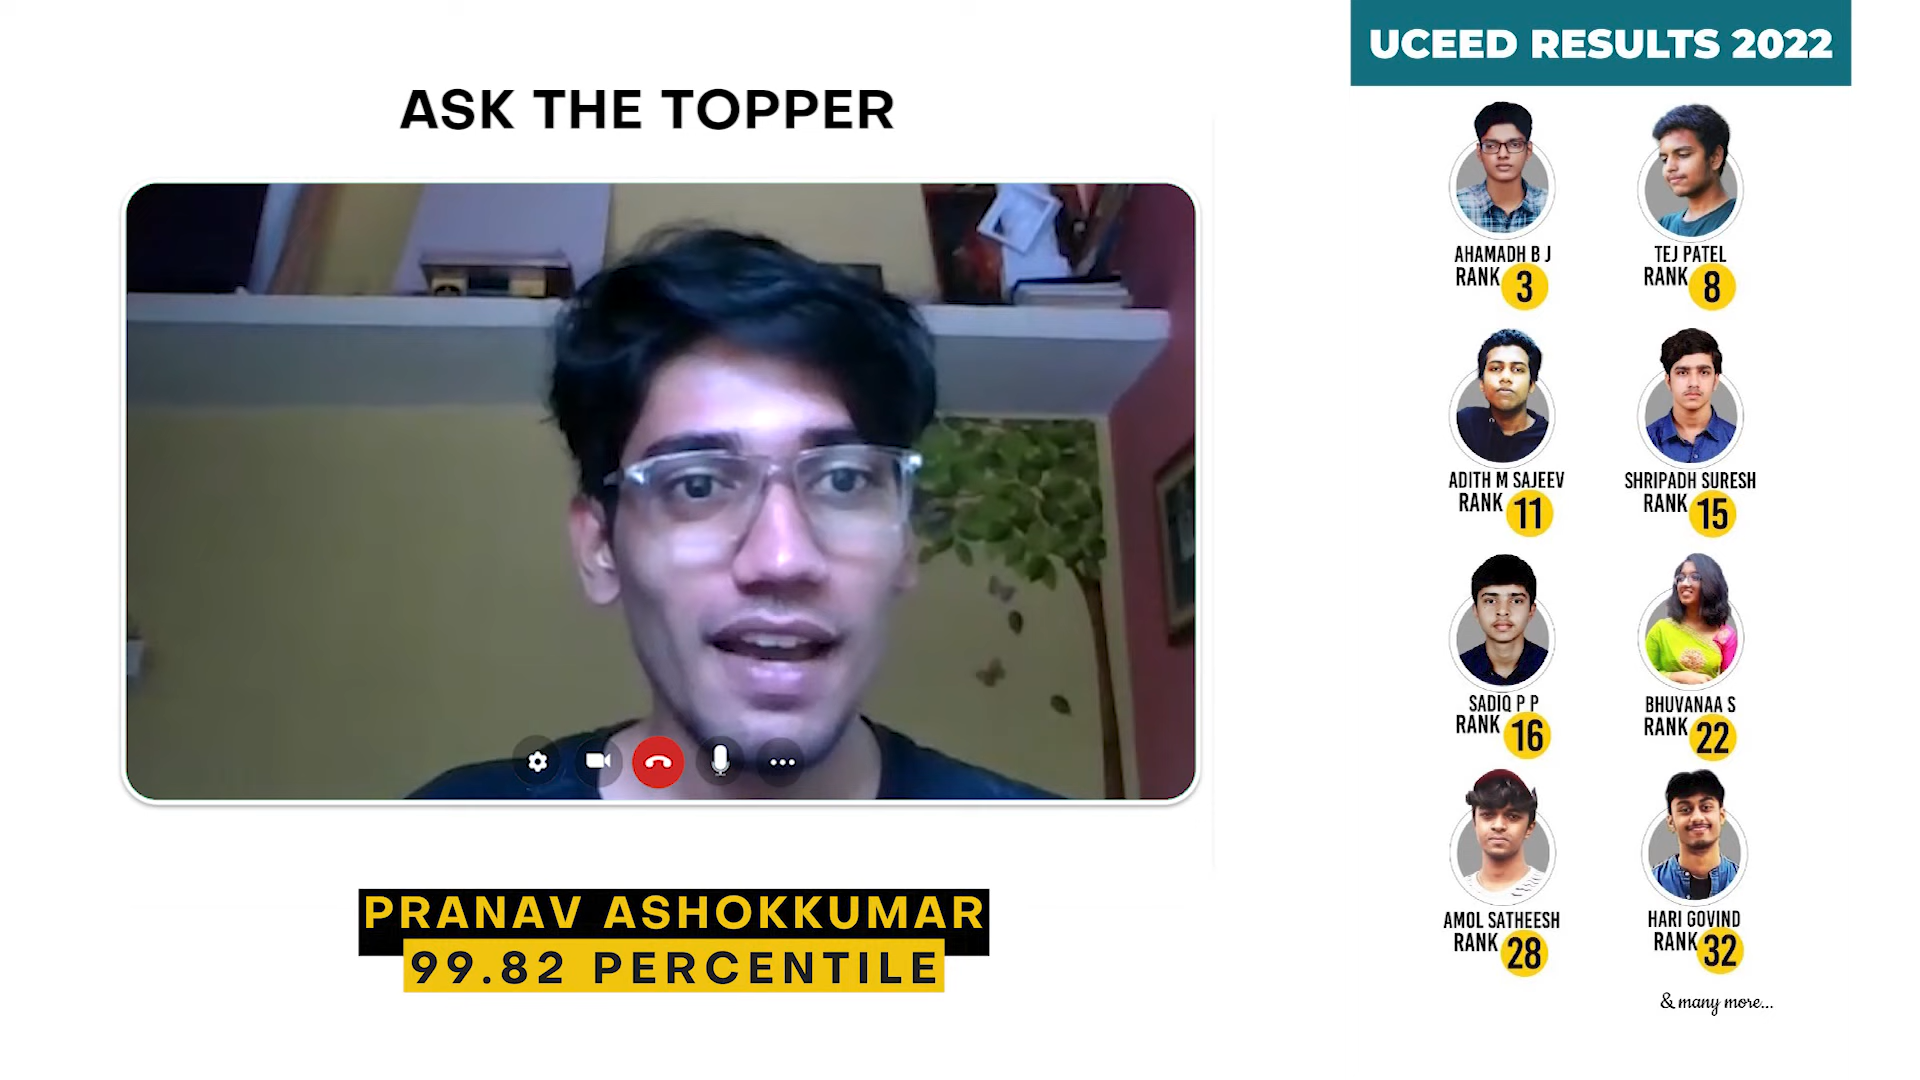 ASK THE TOPPER
PRANAV ASHOKKUMAR
99.82 PERCENTILE
UCEED RESULTS 2022
AHAMADH B J
RANK 3
TEJ PATEL
RANK 8
ADITH M SAJEEV
RANK 11
SHRIPADH SURESH
RANK 15
SADIQ P P
RANK 16
BHUVANAA S
RANK 22
AMOL SATHEESH
RANK 28
HARI GOVIND
RANK 32
& many more...